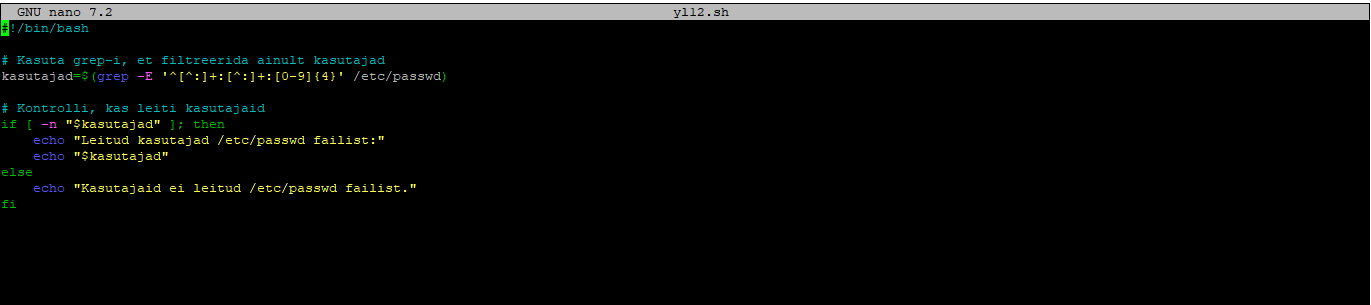 GNU nano 7.2 yl12.sh
#!/bin/bash
# Kasuta grep-i, et filtreerida ainult kasutajad
kasutajad=$(grep -E '^[^:]+:[^:]+:[0-9]{4}' /etc/passwd)
# Kontrolli, kas leiti kasutajaid
if [ -n "$kasutajad" ]; then
    echo "Leitud kasutajad /etc/passwd failist:"
    echo "$kasutajad"
else
    echo "Kasutajaid ei leitud /etc/passwd failist."
fi